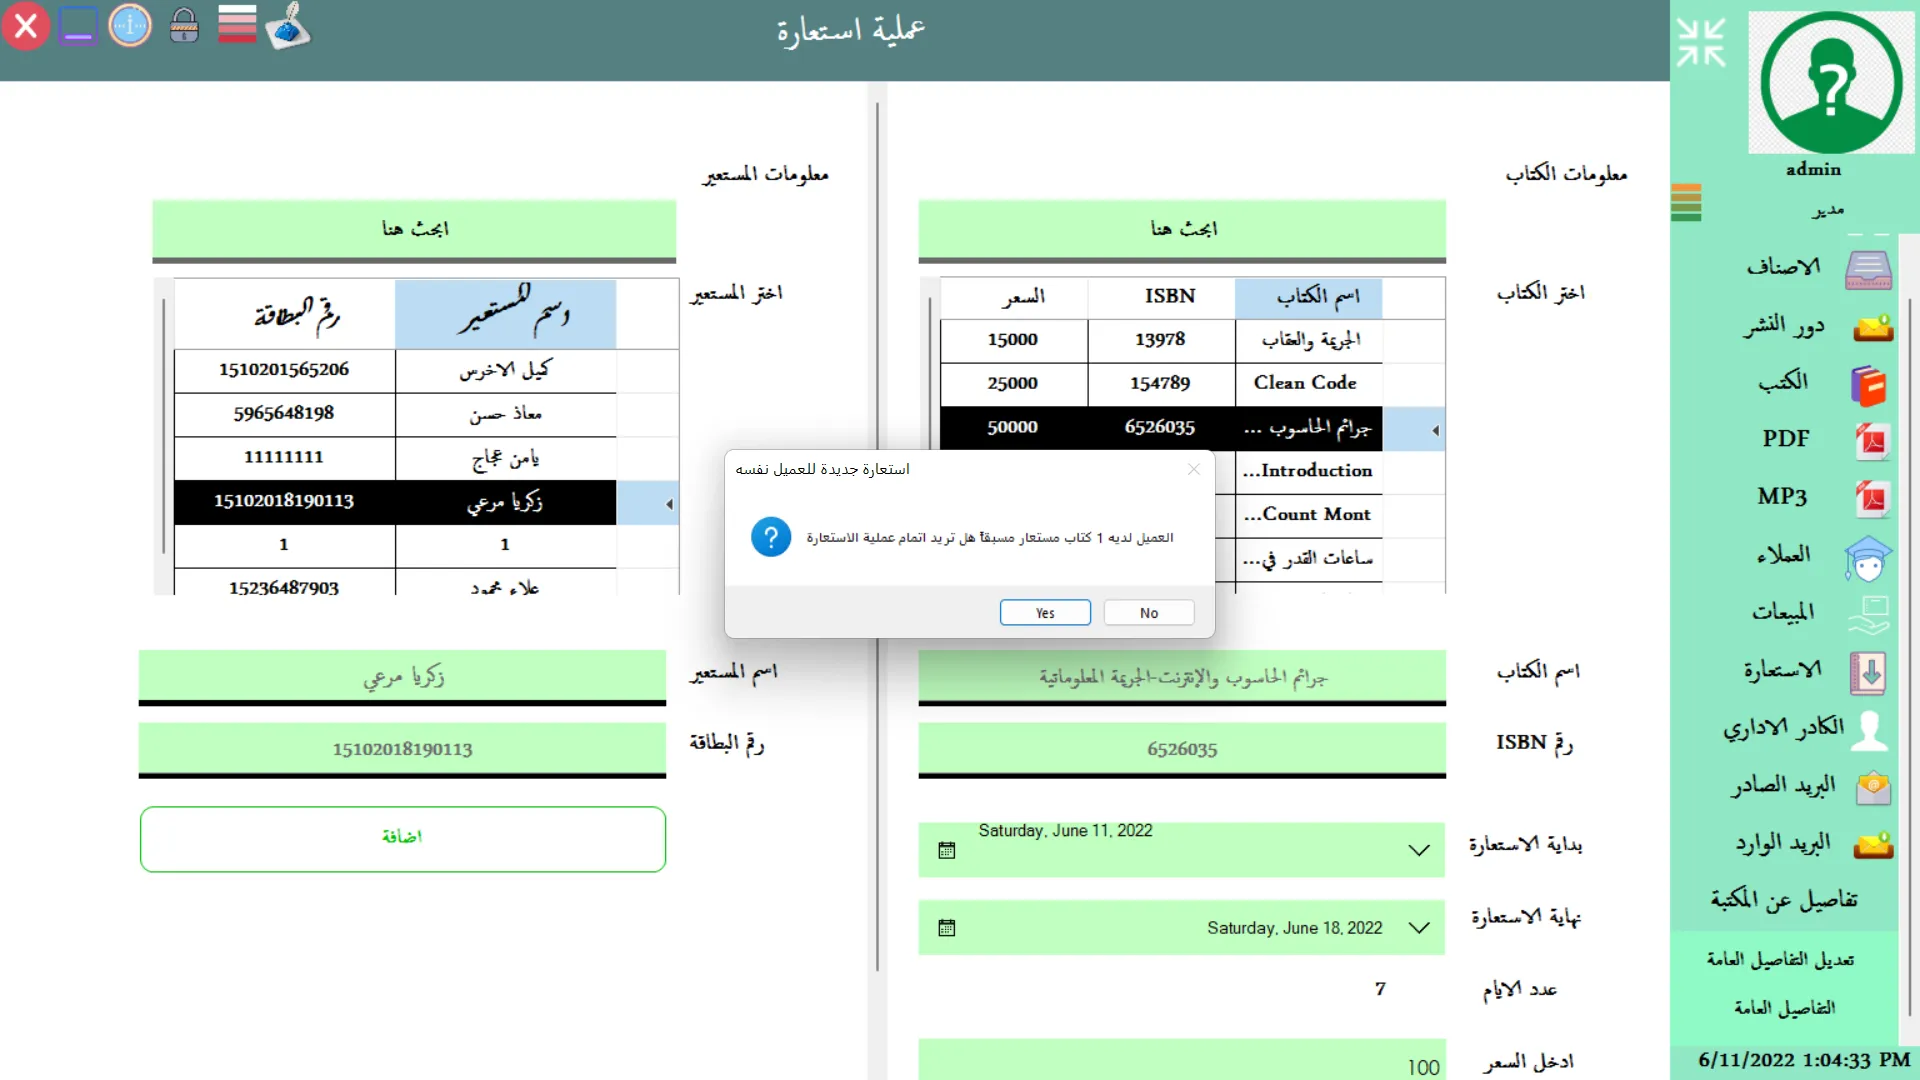 عملية استعارة
admin
مدير
الاصناف
دور النشر
الكتب
PDF
MP3
العملاء
المبيعات
الاستعارة
الكادر الاداري
البريد الصادر
البريد الوارد
تفاصيل عن المكتبة
تعديل التفاصيل العامة
التفاصيل العامة
6/11/2022 1:04:33 PM
معلومات الكتاب
ابحث هنا
اختر الكتاب
اسم الكتاب ISBN السعر
الجريمة والعقاب 13978 15000
Clean Code 154789 25000
جرائم الحاسوب ... 6526035 50000
Introduction...
Count Mont...
ساعات القدر في...
اسم الكتاب
جرائم الحاسوب والإنترنت-الجريمة المعلوماتية
رقم ISBN
6526035
بداية الاستعارة
Saturday, June 11, 2022
نهاية الاستعارة
Saturday, June 18, 2022
عدد الايام
7
ادخل السعر
100
معلومات المستعير
ابحث هنا
اختر المستعير
اسم المستعير رقم البطاقة
كميل الاخرس 1510201565206
معاذ حسن 5965648198
يامن عجاج 11111111
زكريا مرعي 15102018190113
1 1
علاء محمود 15236487903
اسم المستعير
زكريا مرعي
رقم البطاقة
15102018190113
اضافة
استعارة جديدة للعميل نفسه
العميل لديه 1 كتاب مستعار مسبقاً هل تريد اتمام عملية الاستعارة
Yes
No